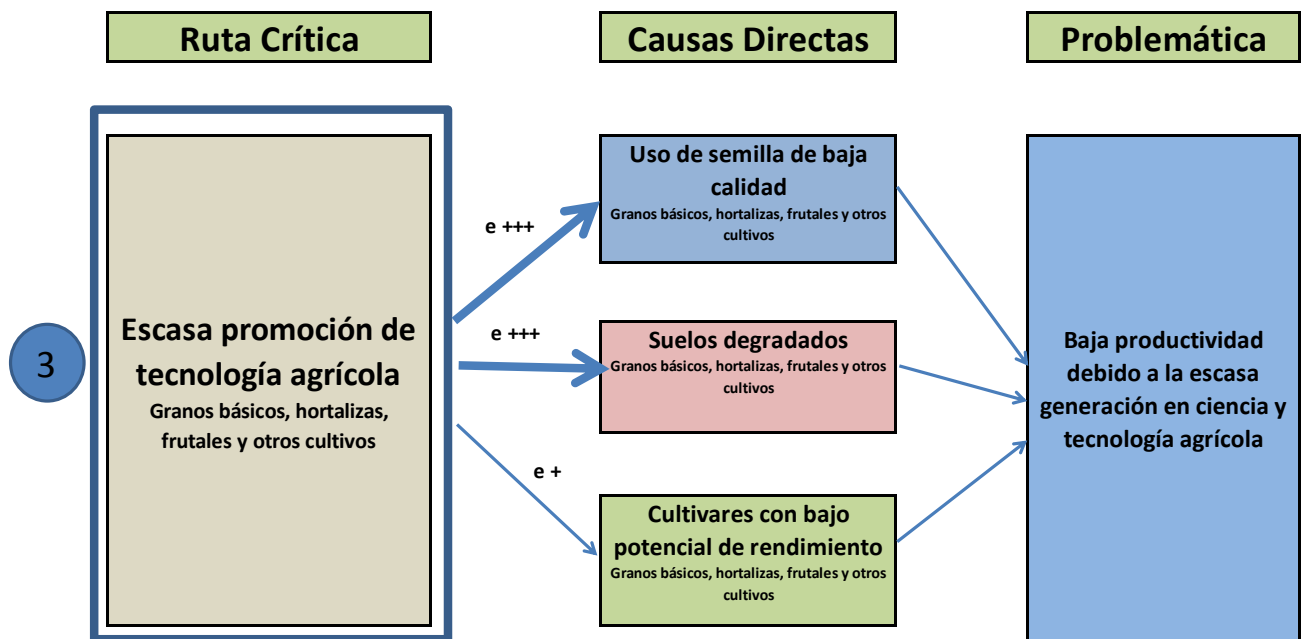 Ruta Crítica
Causas Directas
Problemática
3
Escasa promoción de
tecnología agrícola
Granos básicos, hortalizas,
frutales y otros cultivos
e +++
e +++
e +
Uso de semilla de baja
calidad
Granos básicos, hortalizas, frutales y otros
cultivos
Suelos degradados
Granos básicos, hortalizas, frutales y otros
cultivos
Cultivares con bajo
potencial de rendimiento
Granos básicos, hortalizas, frutales y otros
cultivos
Baja productividad
debido a la escasa
generación en ciencia y
tecnología agrícola